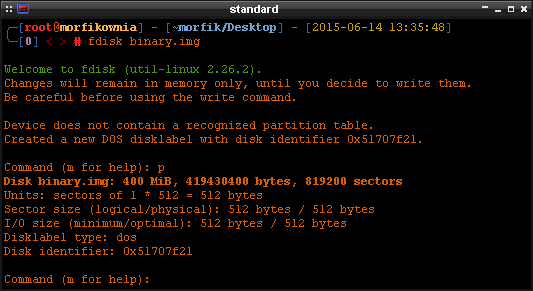 standard
[root@morfikownia] - [~morfik/Desktop] - [2015-06-14 13:35:48]
[0] < > # fdisk binary.img
Welcome to fdisk (util-linux 2.26.2).
Changes will remain in memory only, until you decide to write them.
Be careful before using the write command.
Device does not contain a recognized partition table.
Created a new DOS disklabel with disk identifier 0x51707f21.
Command (m for help): p
Disk binary.img: 400 MiB, 419430400 bytes, 819200 sectors
Units: sectors of 1 * 512 = 512 bytes
Sector size (logical/physical): 512 bytes / 512 bytes
I/O size (minimum/optimal): 512 bytes / 512 bytes
Disklabel type: dos
Disk identifier: 0x51707f21
Command (m for help):